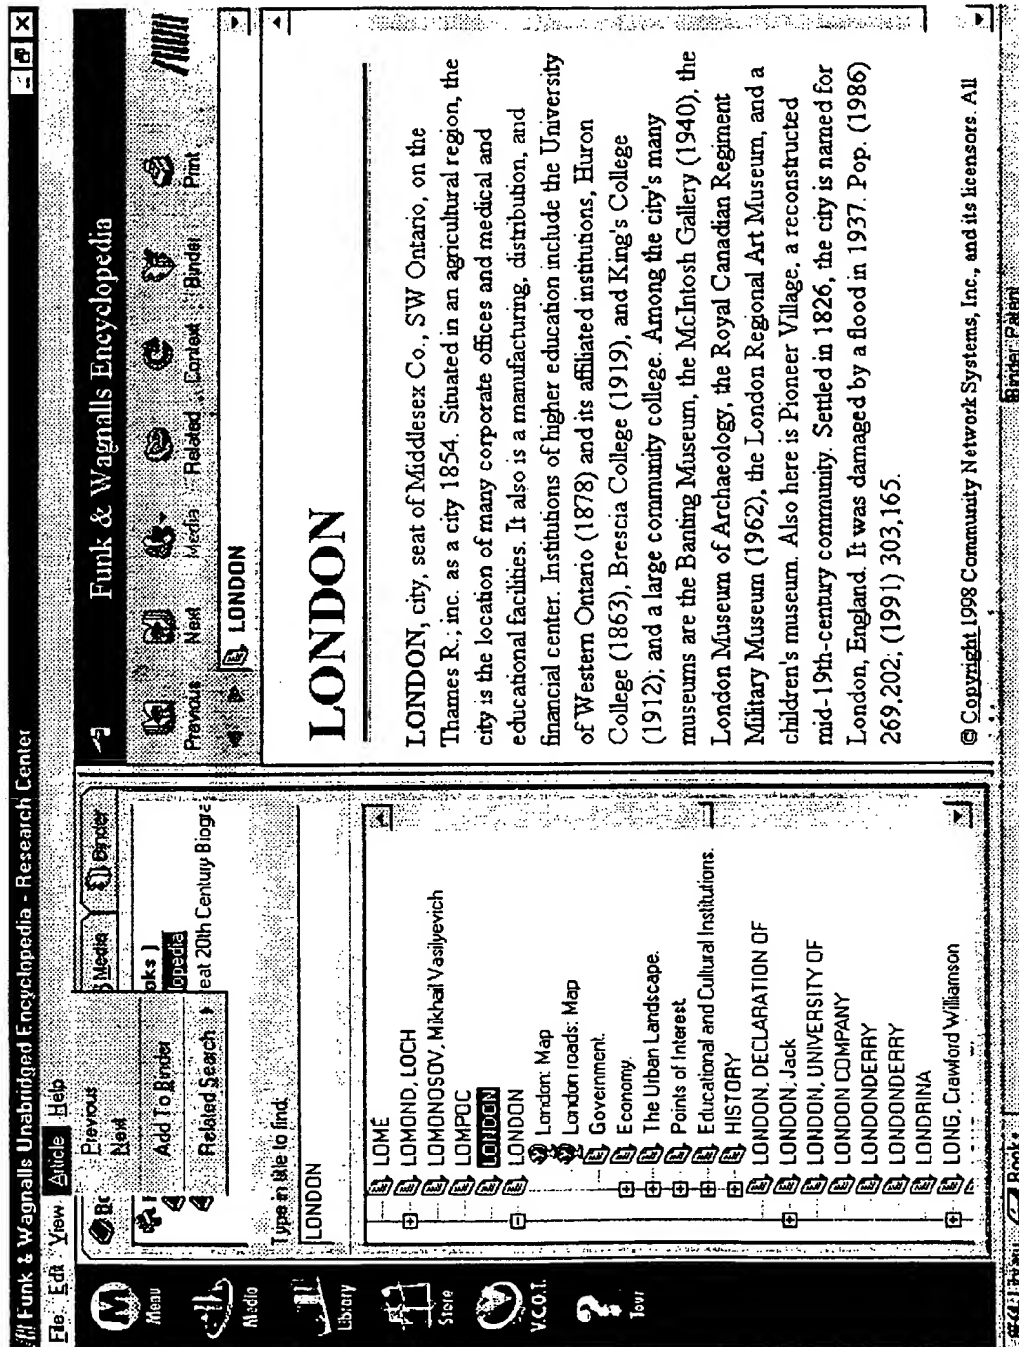 Funk & Wagnalls Unabridged Encyclopedia - Research Center
File Edit View Article Help
Previous
Next
Add To Binder
Related Search
Media
Binder
oks )
lopedia
eat 20th Century Biogra
Type in title to find:
LONDON
Menu
Media
Library
Store
V.C.O.T.
Tour
LOMÉ
LOMOND, LOCH
LOMONOSOV, Mikhail Vasilyevich
LOMPOC
LONDON
LONDON
London: Map
London roads: Map
Government.
Economy.
The Urban Landscape.
Points of Interest.
Educational and Cultural Institutions.
HISTORY
LONDON, DECLARATION OF
LONDON, Jack
LONDON, UNIVERSITY OF
LONDON COMPANY
LONDONDERRY
LONDONDERRY
LONDRINA
LONG, Crawford Williamson
Funk & Wagnalls Encyclopedia
Previous Next Media Related Context Binder Print
LONDON
LONDON
LONDON, city, seat of Middlesex Co., SW Ontario, on the
Thames R.; inc. as a city 1854. Situated in an agricultural region, the
city is the location of many corporate offices and medical and
educational facilities. It also is a manufacturing, distribution, and
financial center. Institutions of higher education include the University
of Western Ontario (1878) and its affiliated institutions, Huron
College (1863), Brescia College (1919), and King's College
(1912); and a large community college. Among the city's many
museums are the Banting Museum, the McIntosh Gallery (1940), the
London Museum of Archaeology, the Royal Canadian Regiment
Military Museum (1962), the London Regional Art Museum, and a
children's museum. Also here is Pioneer Village, a reconstructed
mid-19th-century community. Settled in 1826, the city is named for
London, England. It was damaged by a flood in 1937. Pop. (1986)
269,202; (1991) 303,165.
© Copyright 1998 Community Network Systems, Inc., and its licensors. All
Books
Binder: Patent